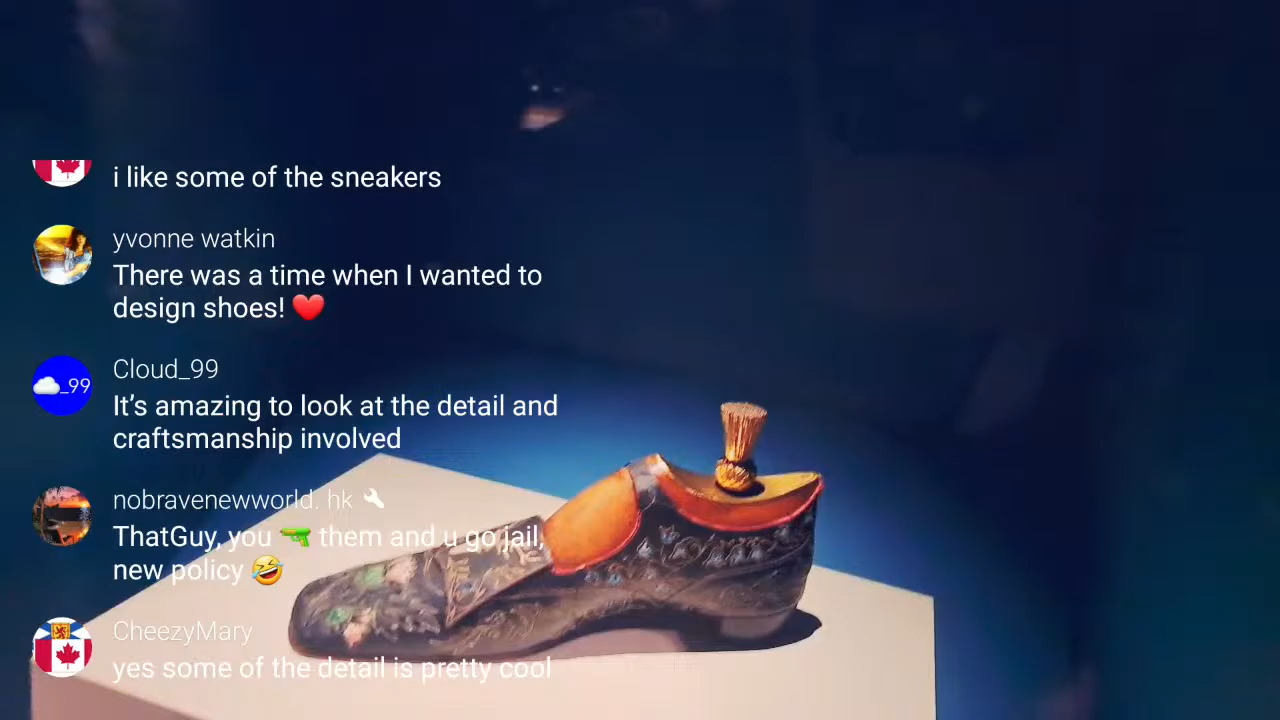 i like some of the sneakers
yvonne watkin
There was a time when I wanted to
design shoes! ❤️
Cloud_99
_99
It’s amazing to look at the detail and
craftsmanship involved
nobravenewworld. hk 🔧
ThatGuy, you 🔫 them and u go jail,
new policy 🤣
CheezyMary
yes some of the detail is pretty cool